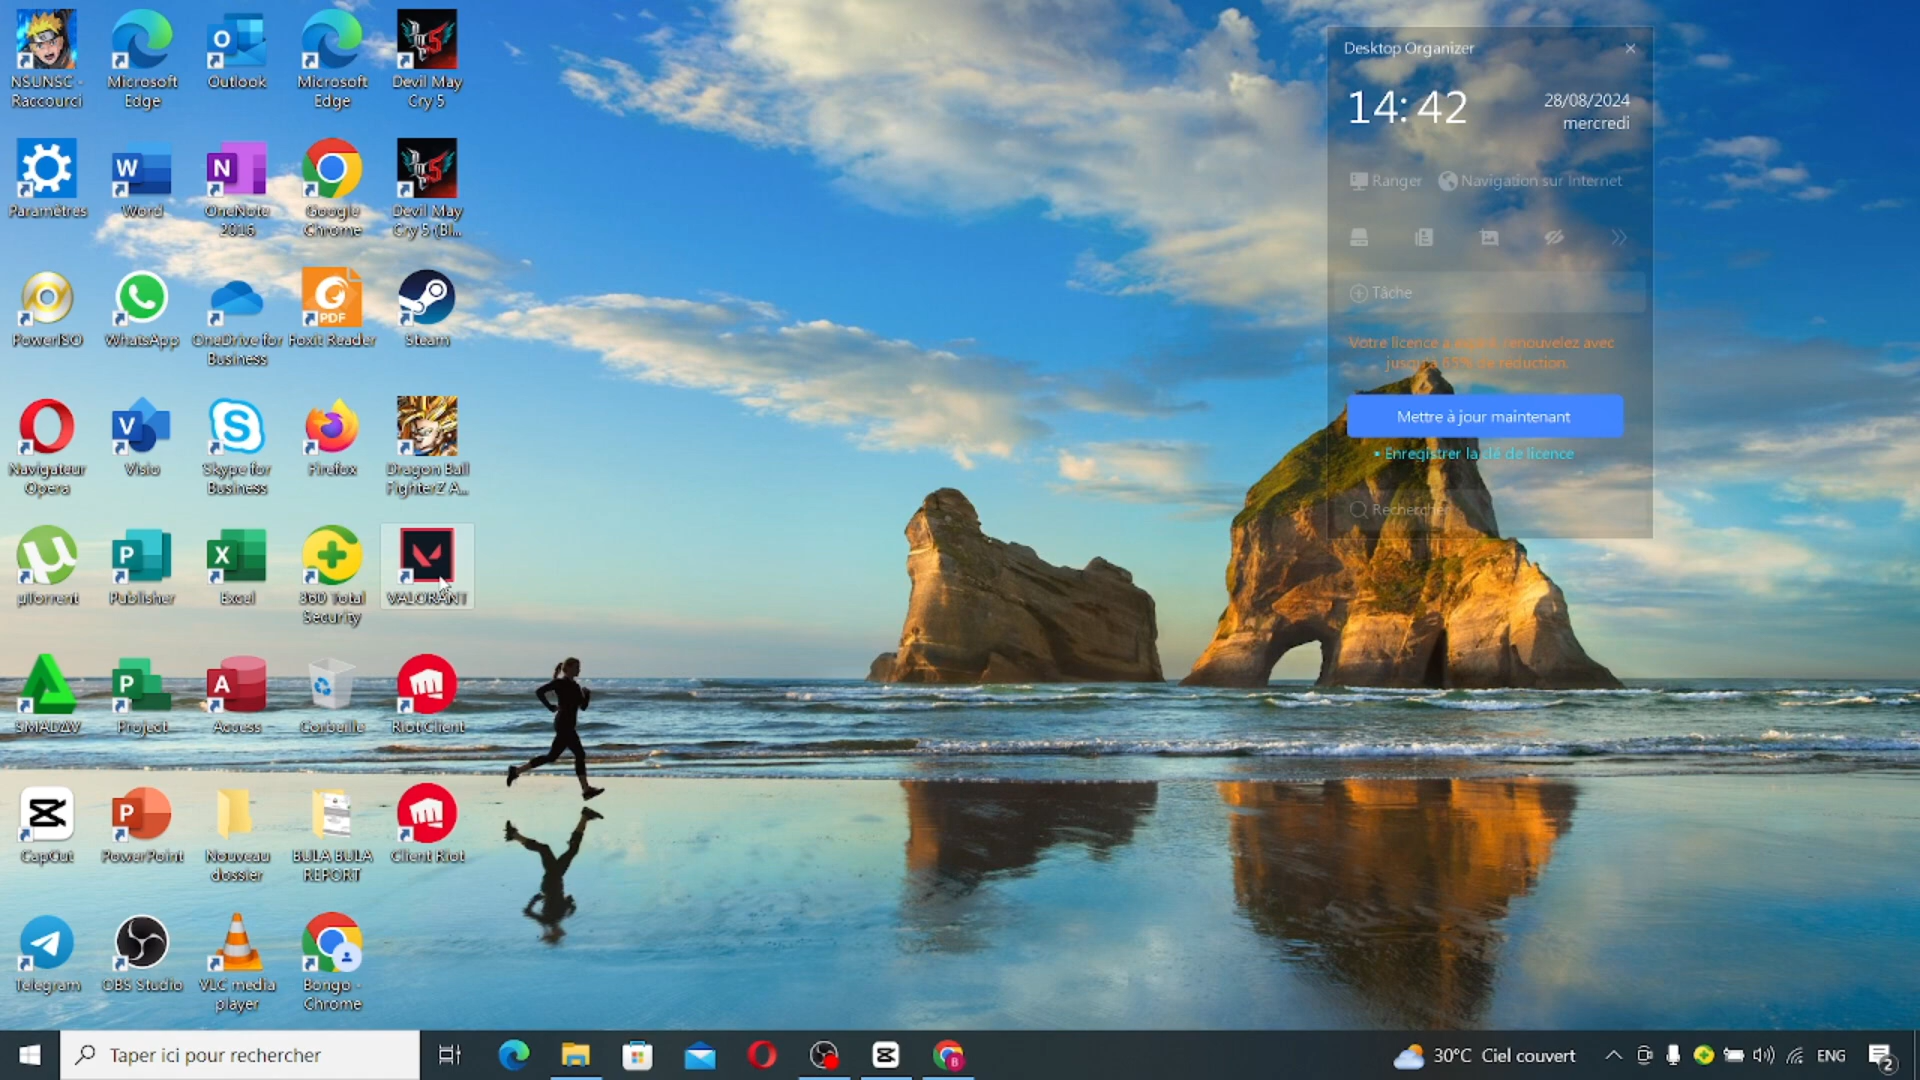 NSUNSC -
Raccourci
Microsoft
Edge
Outlook
Microsoft
Edge
Devil May
Cry 5
Paramètres
Word
OneNote
2016
Google
Chrome
Devil May
Cry 5 (Bl...
PowerISO
WhatsApp
OneDrive for
Business
Foxit Reader
PDF
Steam
Navigateur
Opera
Visio
Skype for
Business
Firefox
Dragon Ball
FighterZ A...
µTorrent
Publisher
Excel
360 Total
Security
VALORANT
SMADAV
Project
Access
Corbeille
Riot Client
CapCut
PowerPoint
Nouveau
dossier
BULA BULA
REPORT
Client Riot
Telegram
OBS Studio
VLC media
player
Bongo -
Chrome
Desktop Organizer
14:42
28/08/2024
mercredi
Ranger
Navigation sur Internet
Tâche
Votre licence a expiré, renouvelez avec
jusqu'à 65% de réduction.
Mettre à jour maintenant
• Enregistrer la clé de licence
Rechercher
Taper ici pour rechercher
30°C Ciel couvert
ENG
2